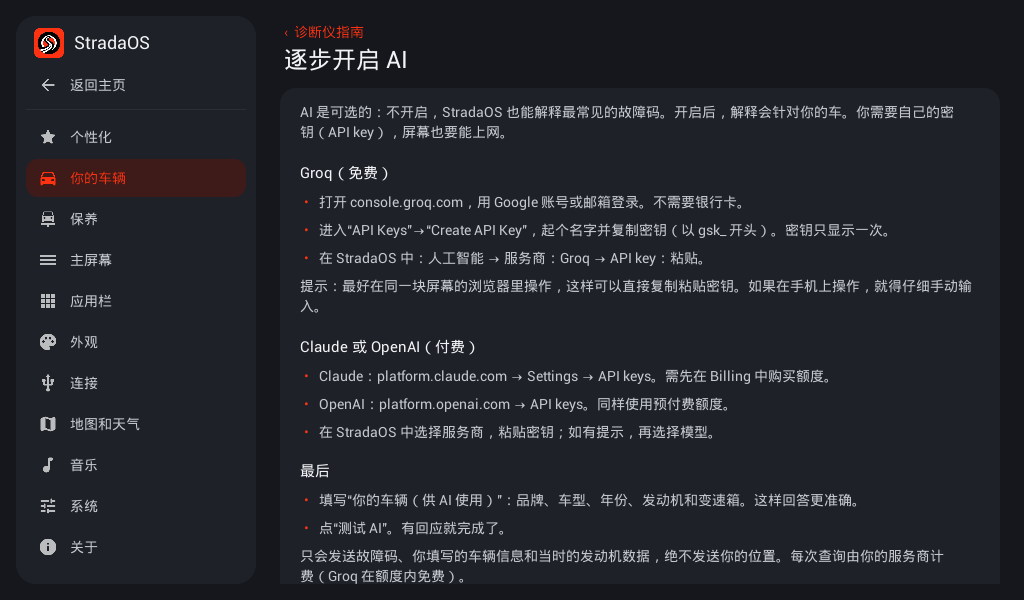 StradaOS
返回主页
个性化
你的车辆
保养
主屏幕
应用栏
外观
连接
地图和天气
音乐
系统
关于
‹ 诊断仪指南
逐步开启 AI
AI 是可选的：不开启，StradaOS 也能解释最常见的故障码。开启后，解释会针对你的车。你需要自己的密
钥（API key），屏幕也要能上网。
Groq（免费）
• 打开 console.groq.com，用 Google 账号或邮箱登录。不需要银行卡。
• 进入“API Keys”→“Create API Key”，起个名字并复制密钥（以 gsk_ 开头）。密钥只显示一次。
• 在 StradaOS 中：人工智能 → 服务商：Groq → API key：粘贴。
提示：最好在同一块屏幕的浏览器里操作，这样可以直接复制粘贴密钥。如果在手机上操作，就得仔细手动输
入。
Claude 或 OpenAI（付费）
• Claude：platform.claude.com → Settings → API keys。需先在 Billing 中购买额度。
• OpenAI：platform.openai.com → API keys。同样使用预付费额度。
• 在 StradaOS 中选择服务商，粘贴密钥；如有提示，再选择模型。
最后
• 填写“你的车辆（供 AI 使用）”：品牌、车型、年份、发动机和变速箱。这样回答更准确。
• 点“测试 AI”。有回应就完成了。
只会发送故障码、你填写的车辆信息和当时的发动机数据，绝不发送你的位置。每次查询由你的服务商计
费（Groq 在额度内免费）。